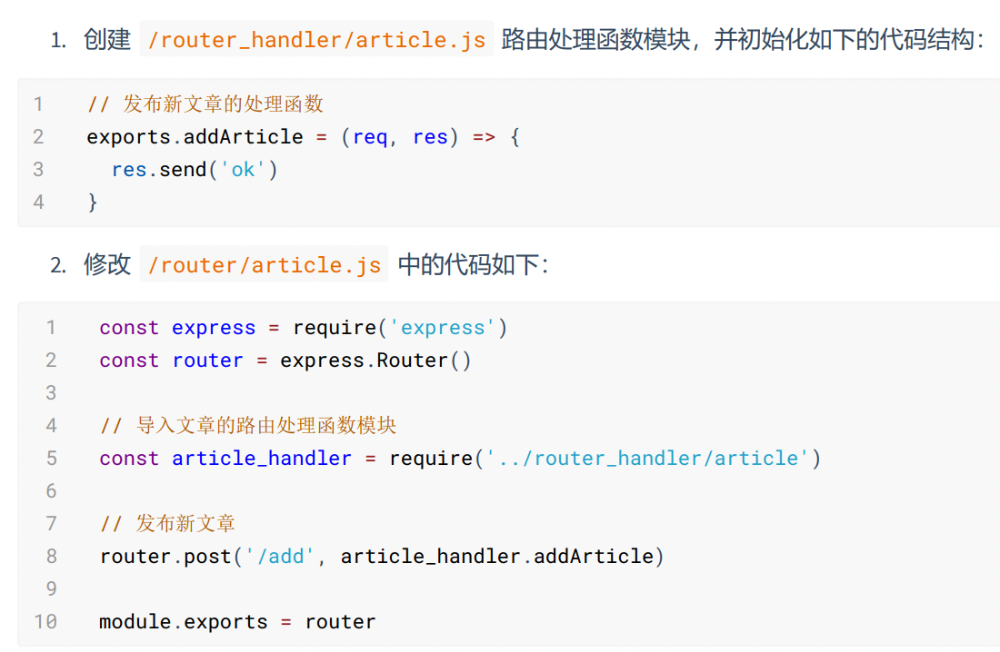 1. 创建 /router_handler/article.js 路由处理函数模块，并初始化如下的代码结构：
1 // 发布新文章的处理函数
2 exports.addArticle = (req, res) => {
3   res.send('ok')
4 }
2. 修改 /router/article.js 中的代码如下：
1 const express = require('express')
2 const router = express.Router()
3
4 // 导入文章的路由处理函数模块
5 const article_handler = require('../router_handler/article')
6
7 // 发布新文章
8 router.post('/add', article_handler.addArticle)
9
10 module.exports = router